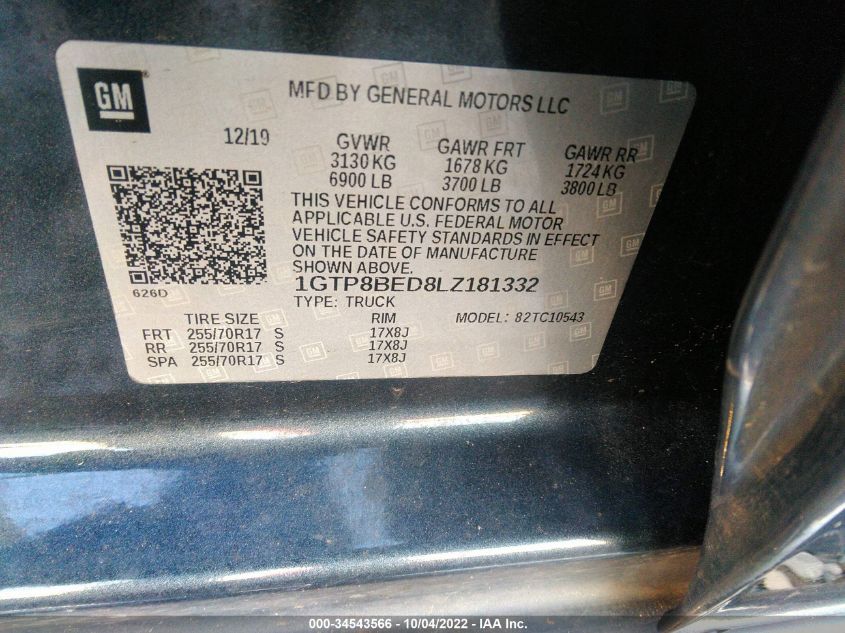 GM
MFD BY GENERAL MOTORS LLC
12/19 GVWR GAWR FRT GAWR RR
3130 KG 1678 KG 1724 KG
6900 LB 3700 LB 3800 LB
THIS VEHICLE CONFORMS TO ALL
APPLICABLE U.S. FEDERAL MOTOR
VEHICLE SAFETY STANDARDS IN EFFECT
ON THE DATE OF MANUFACTURE
SHOWN ABOVE.
626D
1GTP8BED8LZ181332
TYPE: TRUCK MODEL: 82TC10543
TIRE SIZE RIM
FRT 255/70R17 S 17X8J
RR 255/70R17 S 17X8J
SPA 255/70R17 S 17X8J
000-34543566 - 10/04/2022 - IAA Inc.